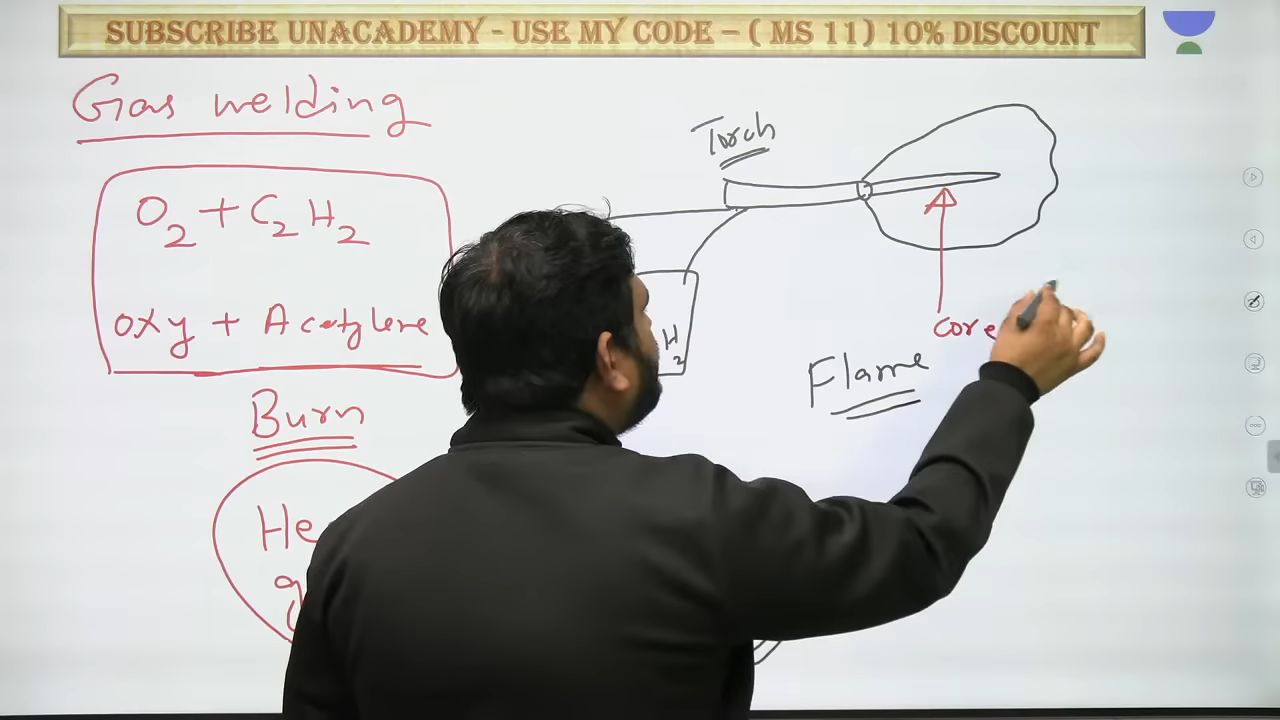 SUBSCRIBE UNACADEMY - USE MY CODE – ( MS 11) 10% DISCOUNT
Gas welding
Torch
O2 + C2H2
Oxy + Acetylene
H2
Core
Flame
Burn
He